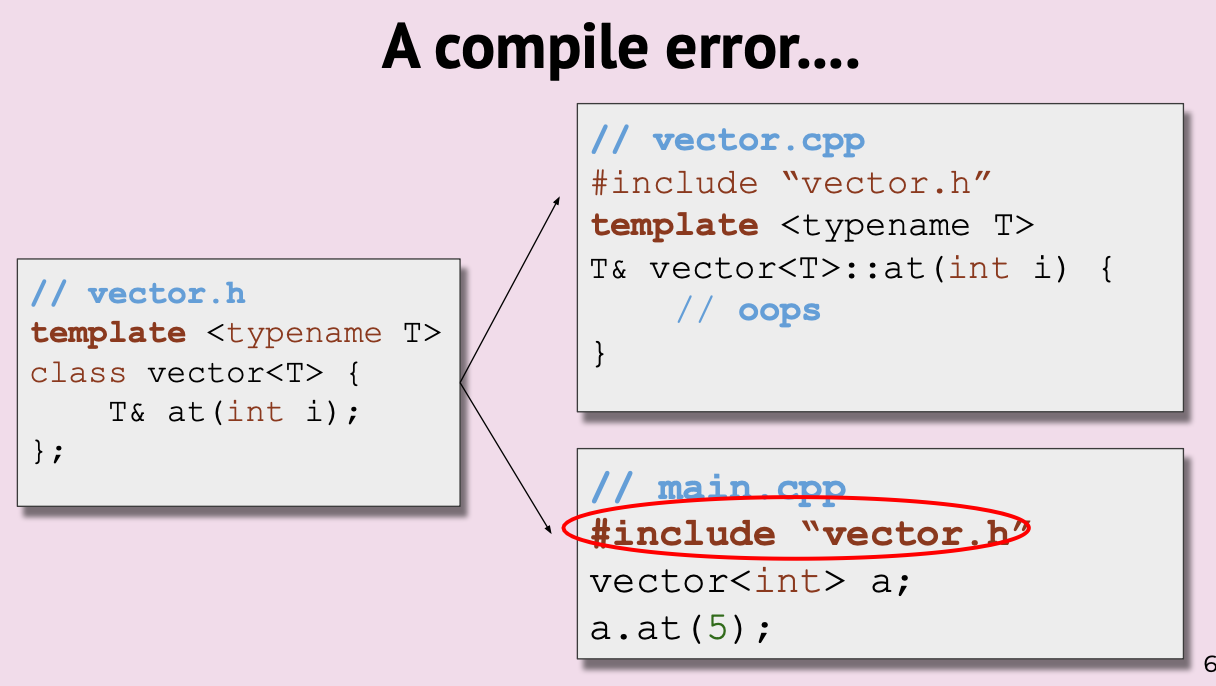 A compile error....
// vector.h
template <typename T>
class vector<T> {
    T& at(int i);
};
// vector.cpp
#include “vector.h”
template <typename T>
T& vector<T>::at(int i) {
    // oops
}
// main.cpp
#include “vector.h”
vector<int> a;
a.at(5);
6